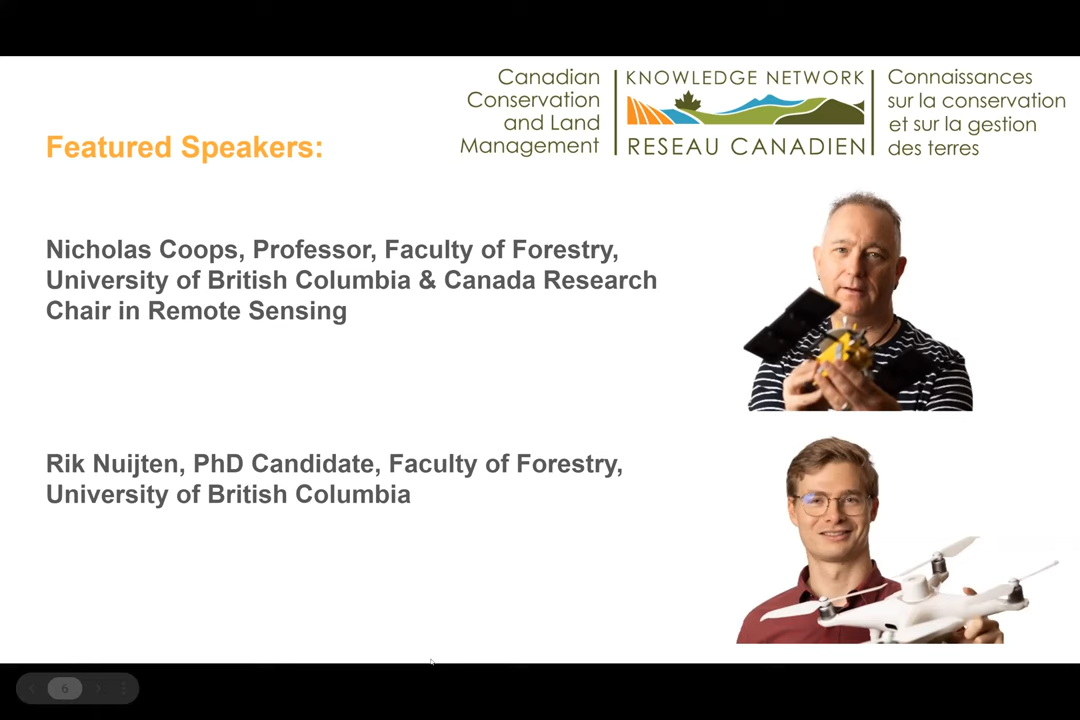 Canadian
Conservation
and Land
Management
KNOWLEDGE NETWORK
RESEAU CANADIEN
Connaissances
sur la conservation
et sur la gestion
des terres
Featured Speakers:
Nicholas Coops, Professor, Faculty of Forestry,
University of British Columbia & Canada Research
Chair in Remote Sensing
Rik Nuijten, PhD Candidate, Faculty of Forestry,
University of British Columbia
6